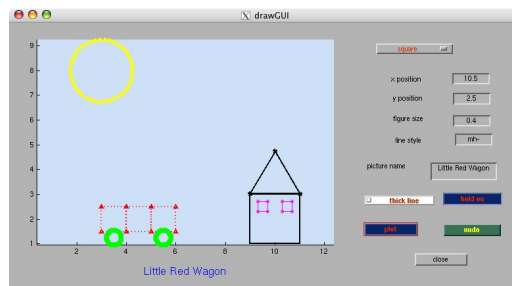 drawGUI
square
x position 10.5
y position 2.5
figure size 0.4
line style mh-
picture name Little Red Wagon
thick line hold on
plot undo
close
9
8
7
6
5
4
3
2
1
2 4 6 8 10 12
Little Red Wagon